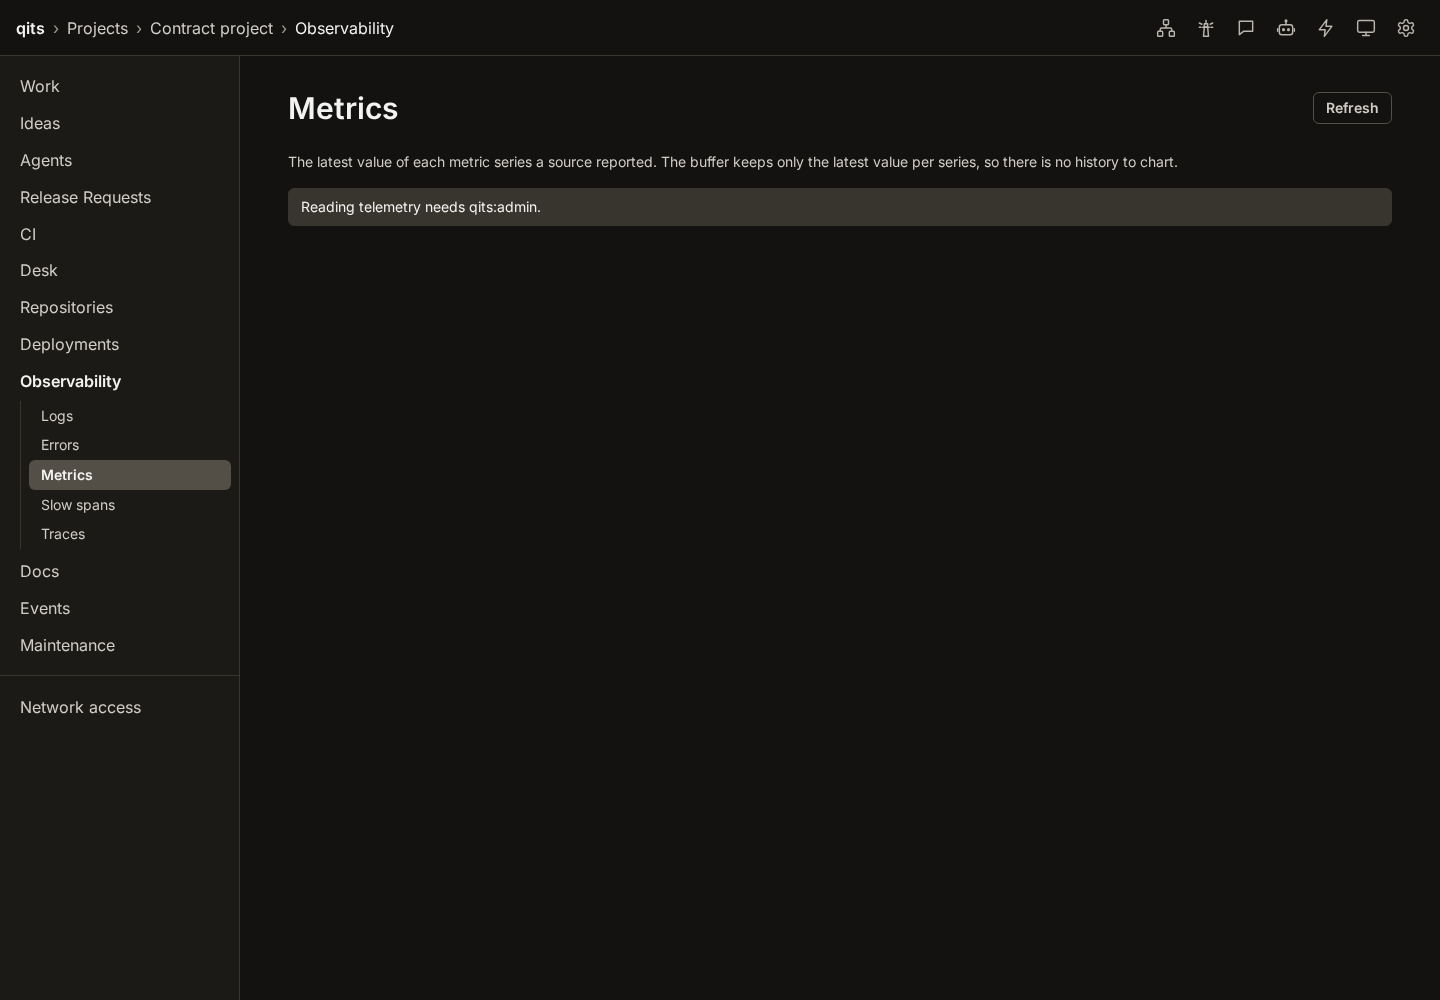 qits › Projects › Contract project › Observability
Work
Ideas
Agents
Release Requests
CI
Desk
Repositories
Deployments
Observability
Logs
Errors
Metrics
Slow spans
Traces
Docs
Events
Maintenance
Network access
Metrics
Refresh
The latest value of each metric series a source reported. The buffer keeps only the latest value per series, so there is no history to chart.
Reading telemetry needs qits:admin.